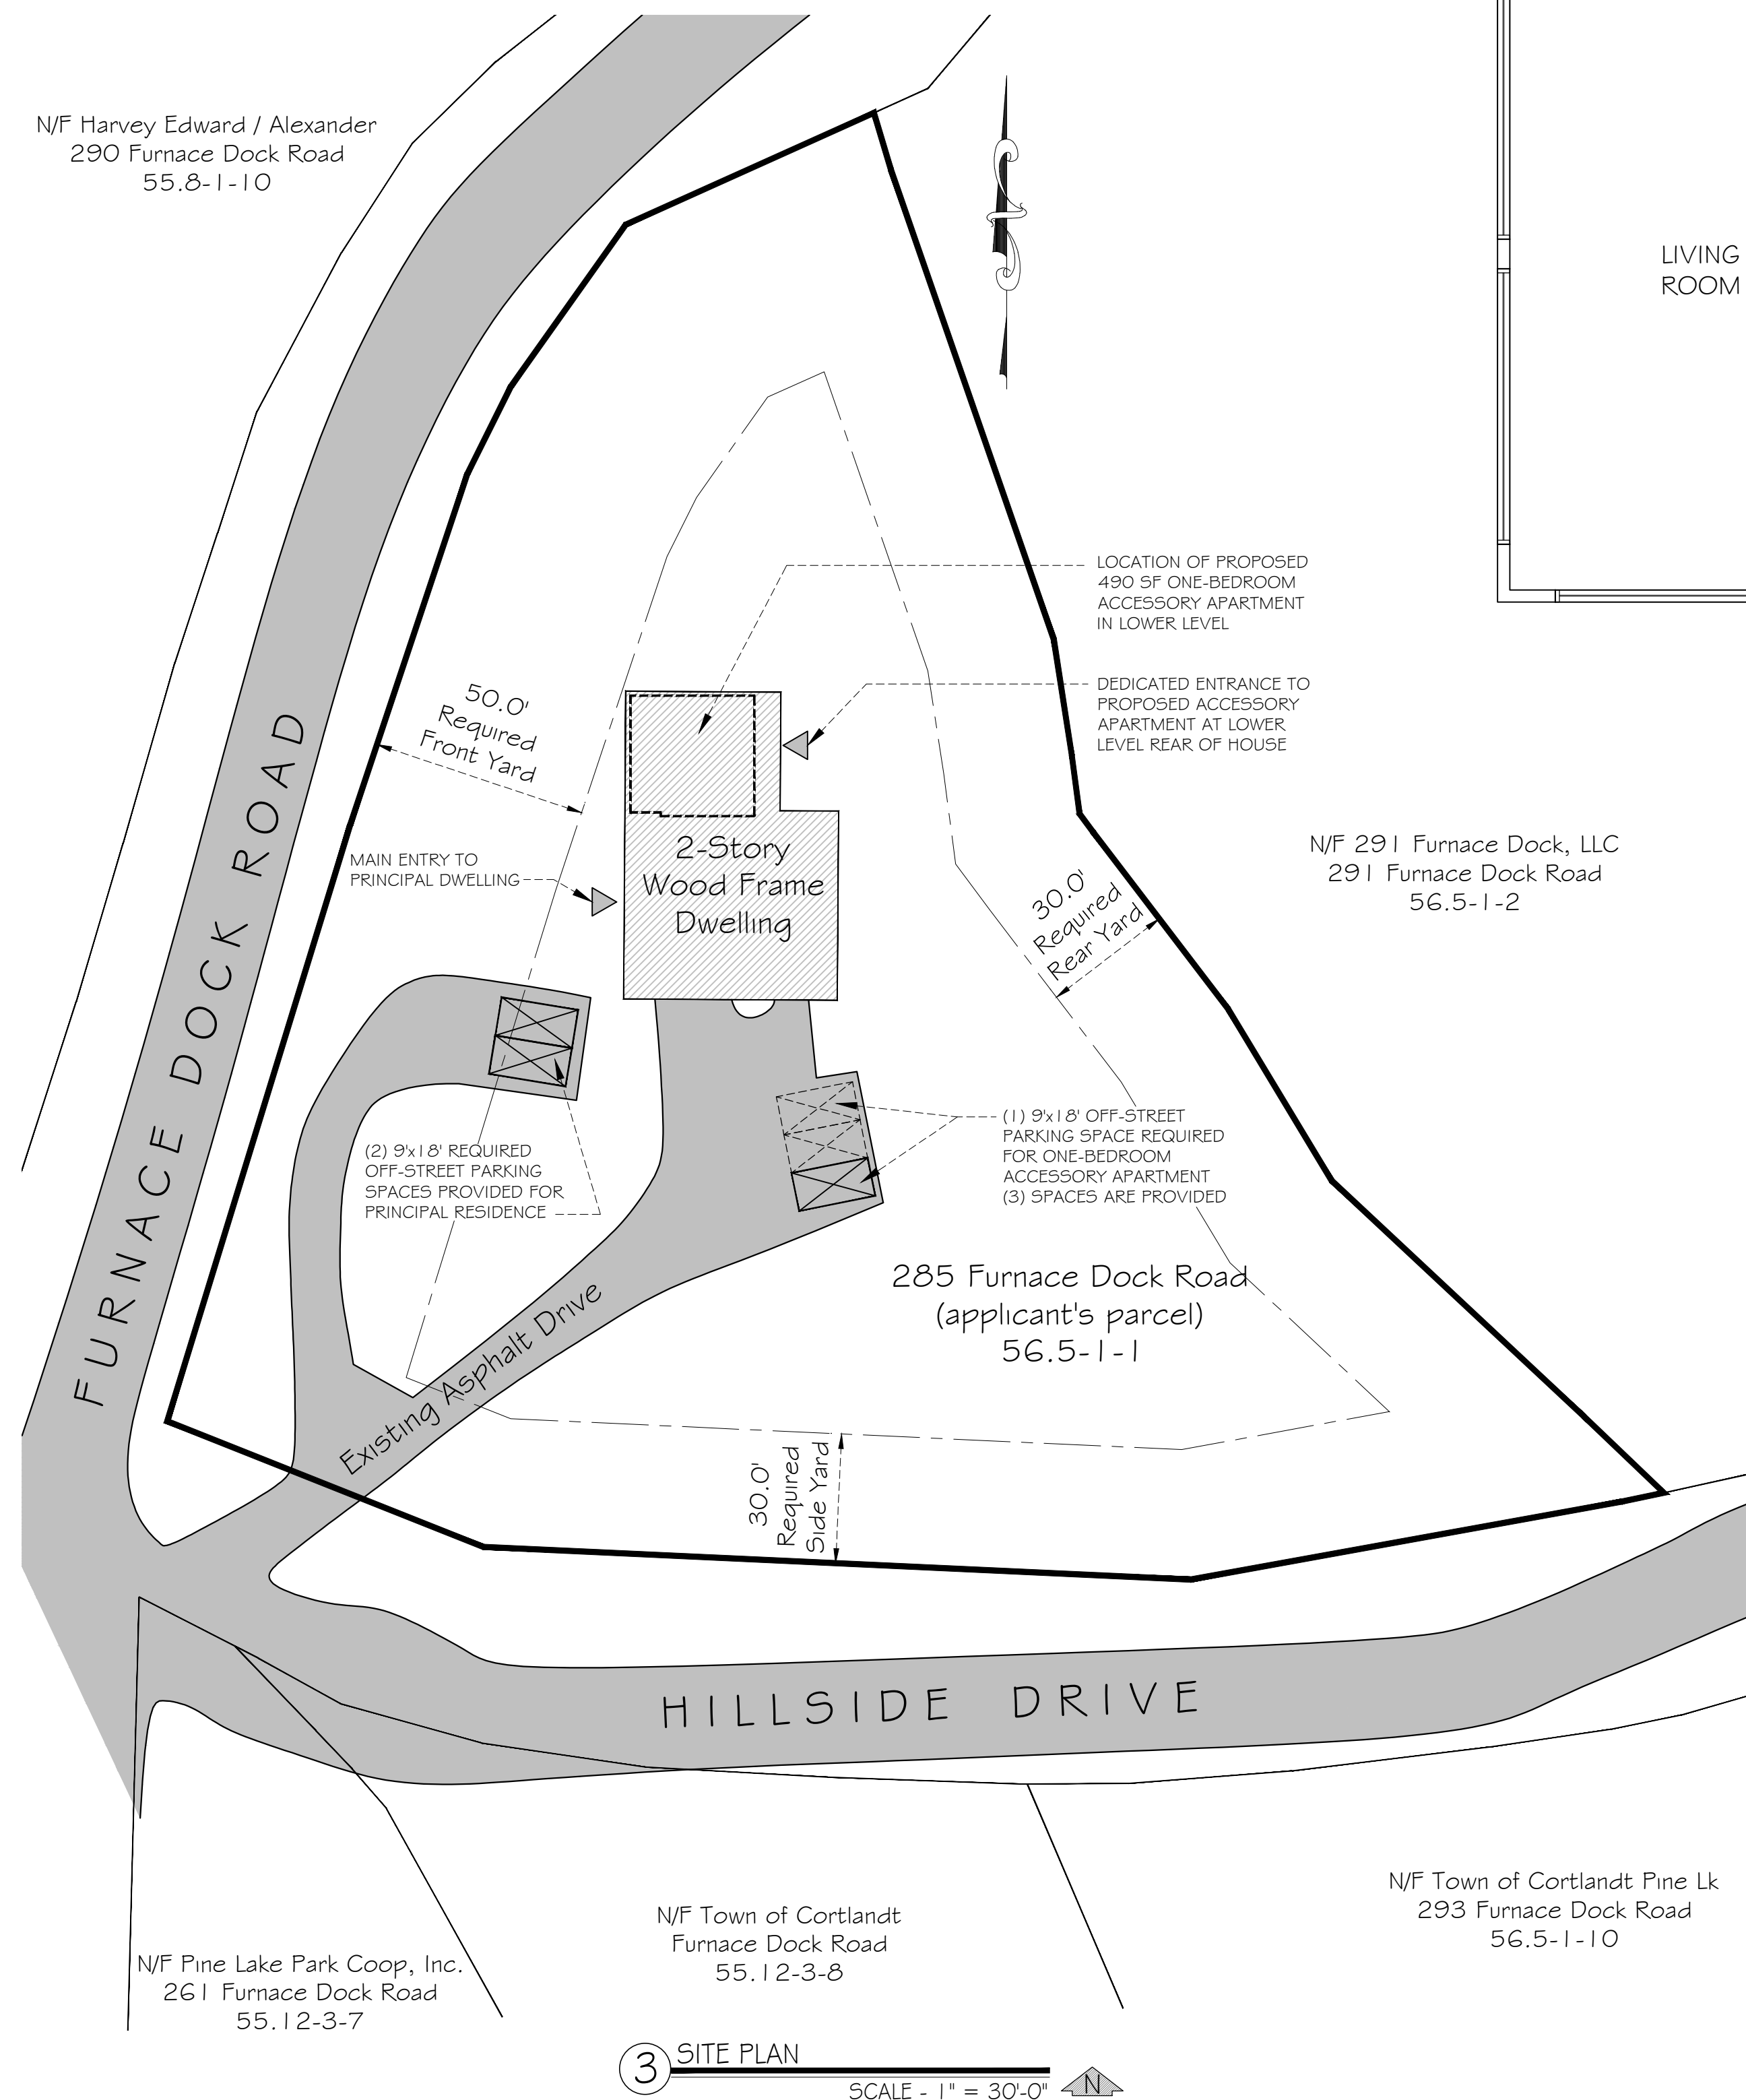 N/F Harvey Edward / Alexander
290 Furnace Dock Road
55.8-1-10
LIVING
ROOM
LOCATION OF PROPOSED
490 SF ONE-BEDROOM
ACCESSORY APARTMENT
IN LOWER LEVEL
DEDICATED ENTRANCE TO
PROPOSED ACCESSORY
APARTMENT AT LOWER
LEVEL REAR OF HOUSE
50.0'
Required
Front Yard
FURNACE DOCK ROAD
MAIN ENTRY TO
PRINCIPAL DWELLING
2-Story
Wood Frame
Dwelling
30.0'
Required
Rear Yard
N/F 291 Furnace Dock, LLC
291 Furnace Dock Road
56.5-1-2
(2) 9'x18' REQUIRED
OFF-STREET PARKING
SPACES PROVIDED FOR
PRINCIPAL RESIDENCE
(1) 9'x18' OFF-STREET
PARKING SPACE REQUIRED
FOR ONE-BEDROOM
ACCESSORY APARTMENT
(3) SPACES ARE PROVIDED
285 Furnace Dock Road
(applicant's parcel)
56.5-1-1
Existing Asphalt Drive
30.0'
Required
Side Yard
HILLSIDE DRIVE
N/F Town of Cortlandt Pine Lk
293 Furnace Dock Road
56.5-1-10
N/F Town of Cortlandt
Furnace Dock Road
55.12-3-8
N/F Pine Lake Park Coop, Inc.
261 Furnace Dock Road
55.12-3-7
3 SITE PLAN
SCALE - 1" = 30'-0"
N